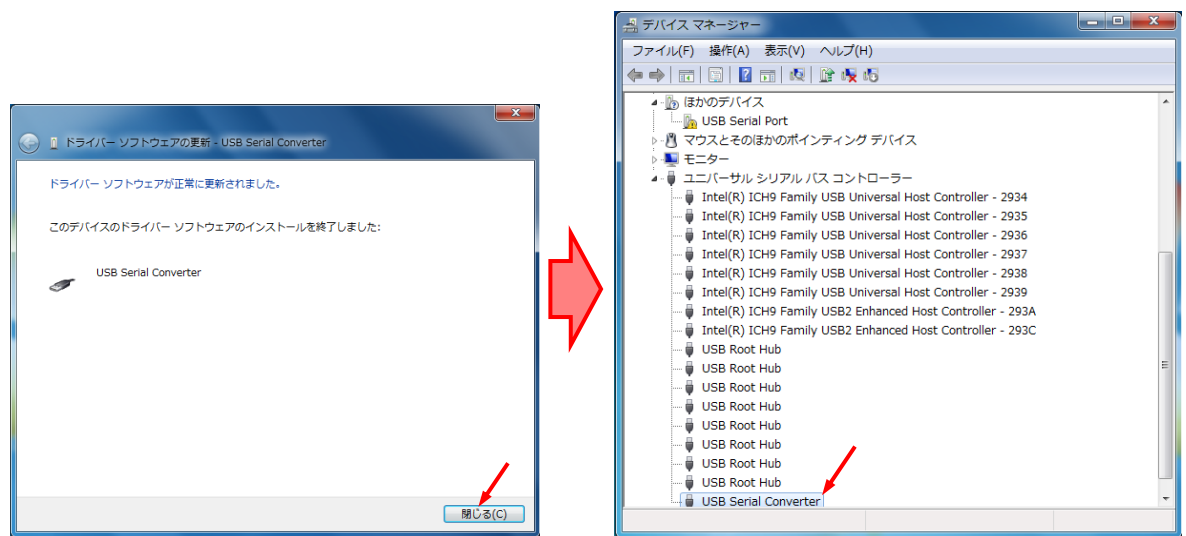 ドライバー ソフトウェアの更新 - USB Serial Converter
ドライバー ソフトウェアが正常に更新されました。
このデバイスのドライバー ソフトウェアのインストールを終了しました:
USB Serial Converter
閉じる(C)
デバイス マネージャー
ファイル(F) 操作(A) 表示(V) ヘルプ(H)
ほかのデバイス
USB Serial Port
マウスとそのほかのポインティング デバイス
モニター
ユニバーサル シリアル バス コントローラー
Intel(R) ICH9 Family USB Universal Host Controller - 2934
Intel(R) ICH9 Family USB Universal Host Controller - 2935
Intel(R) ICH9 Family USB Universal Host Controller - 2936
Intel(R) ICH9 Family USB Universal Host Controller - 2937
Intel(R) ICH9 Family USB Universal Host Controller - 2938
Intel(R) ICH9 Family USB Universal Host Controller - 2939
Intel(R) ICH9 Family USB2 Enhanced Host Controller - 293A
Intel(R) ICH9 Family USB2 Enhanced Host Controller - 293C
USB Root Hub
USB Root Hub
USB Root Hub
USB Root Hub
USB Root Hub
USB Root Hub
USB Root Hub
USB Root Hub
USB Serial Converter